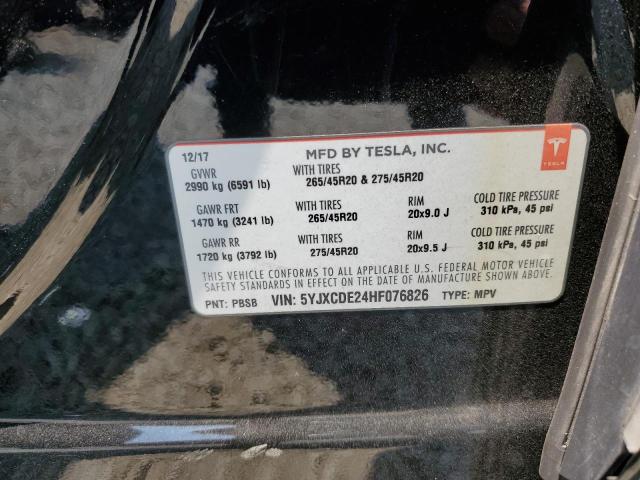 12/17 MFD BY TESLA, INC.
GVWR WITH TIRES
2990 kg (6591 lb) 265/45R20 & 275/45R20
TESLA
GAWR FRT WITH TIRES RIM COLD TIRE PRESSURE
1470 kg (3241 lb) 265/45R20 20x9.0 J 310 kPa, 45 psi
GAWR RR WITH TIRES RIM COLD TIRE PRESSURE
1720 kg (3792 lb) 275/45R20 20x9.5 J 310 kPa, 45 psi
THIS VEHICLE CONFORMS TO ALL APPLICABLE U.S. FEDERAL MOTOR VEHICLE
SAFETY STANDARDS IN EFFECT ON THE DATE OF MANUFACTURE SHOWN ABOVE.
PNT: PBSB VIN: 5YJXCDE24HF076826 TYPE: MPV